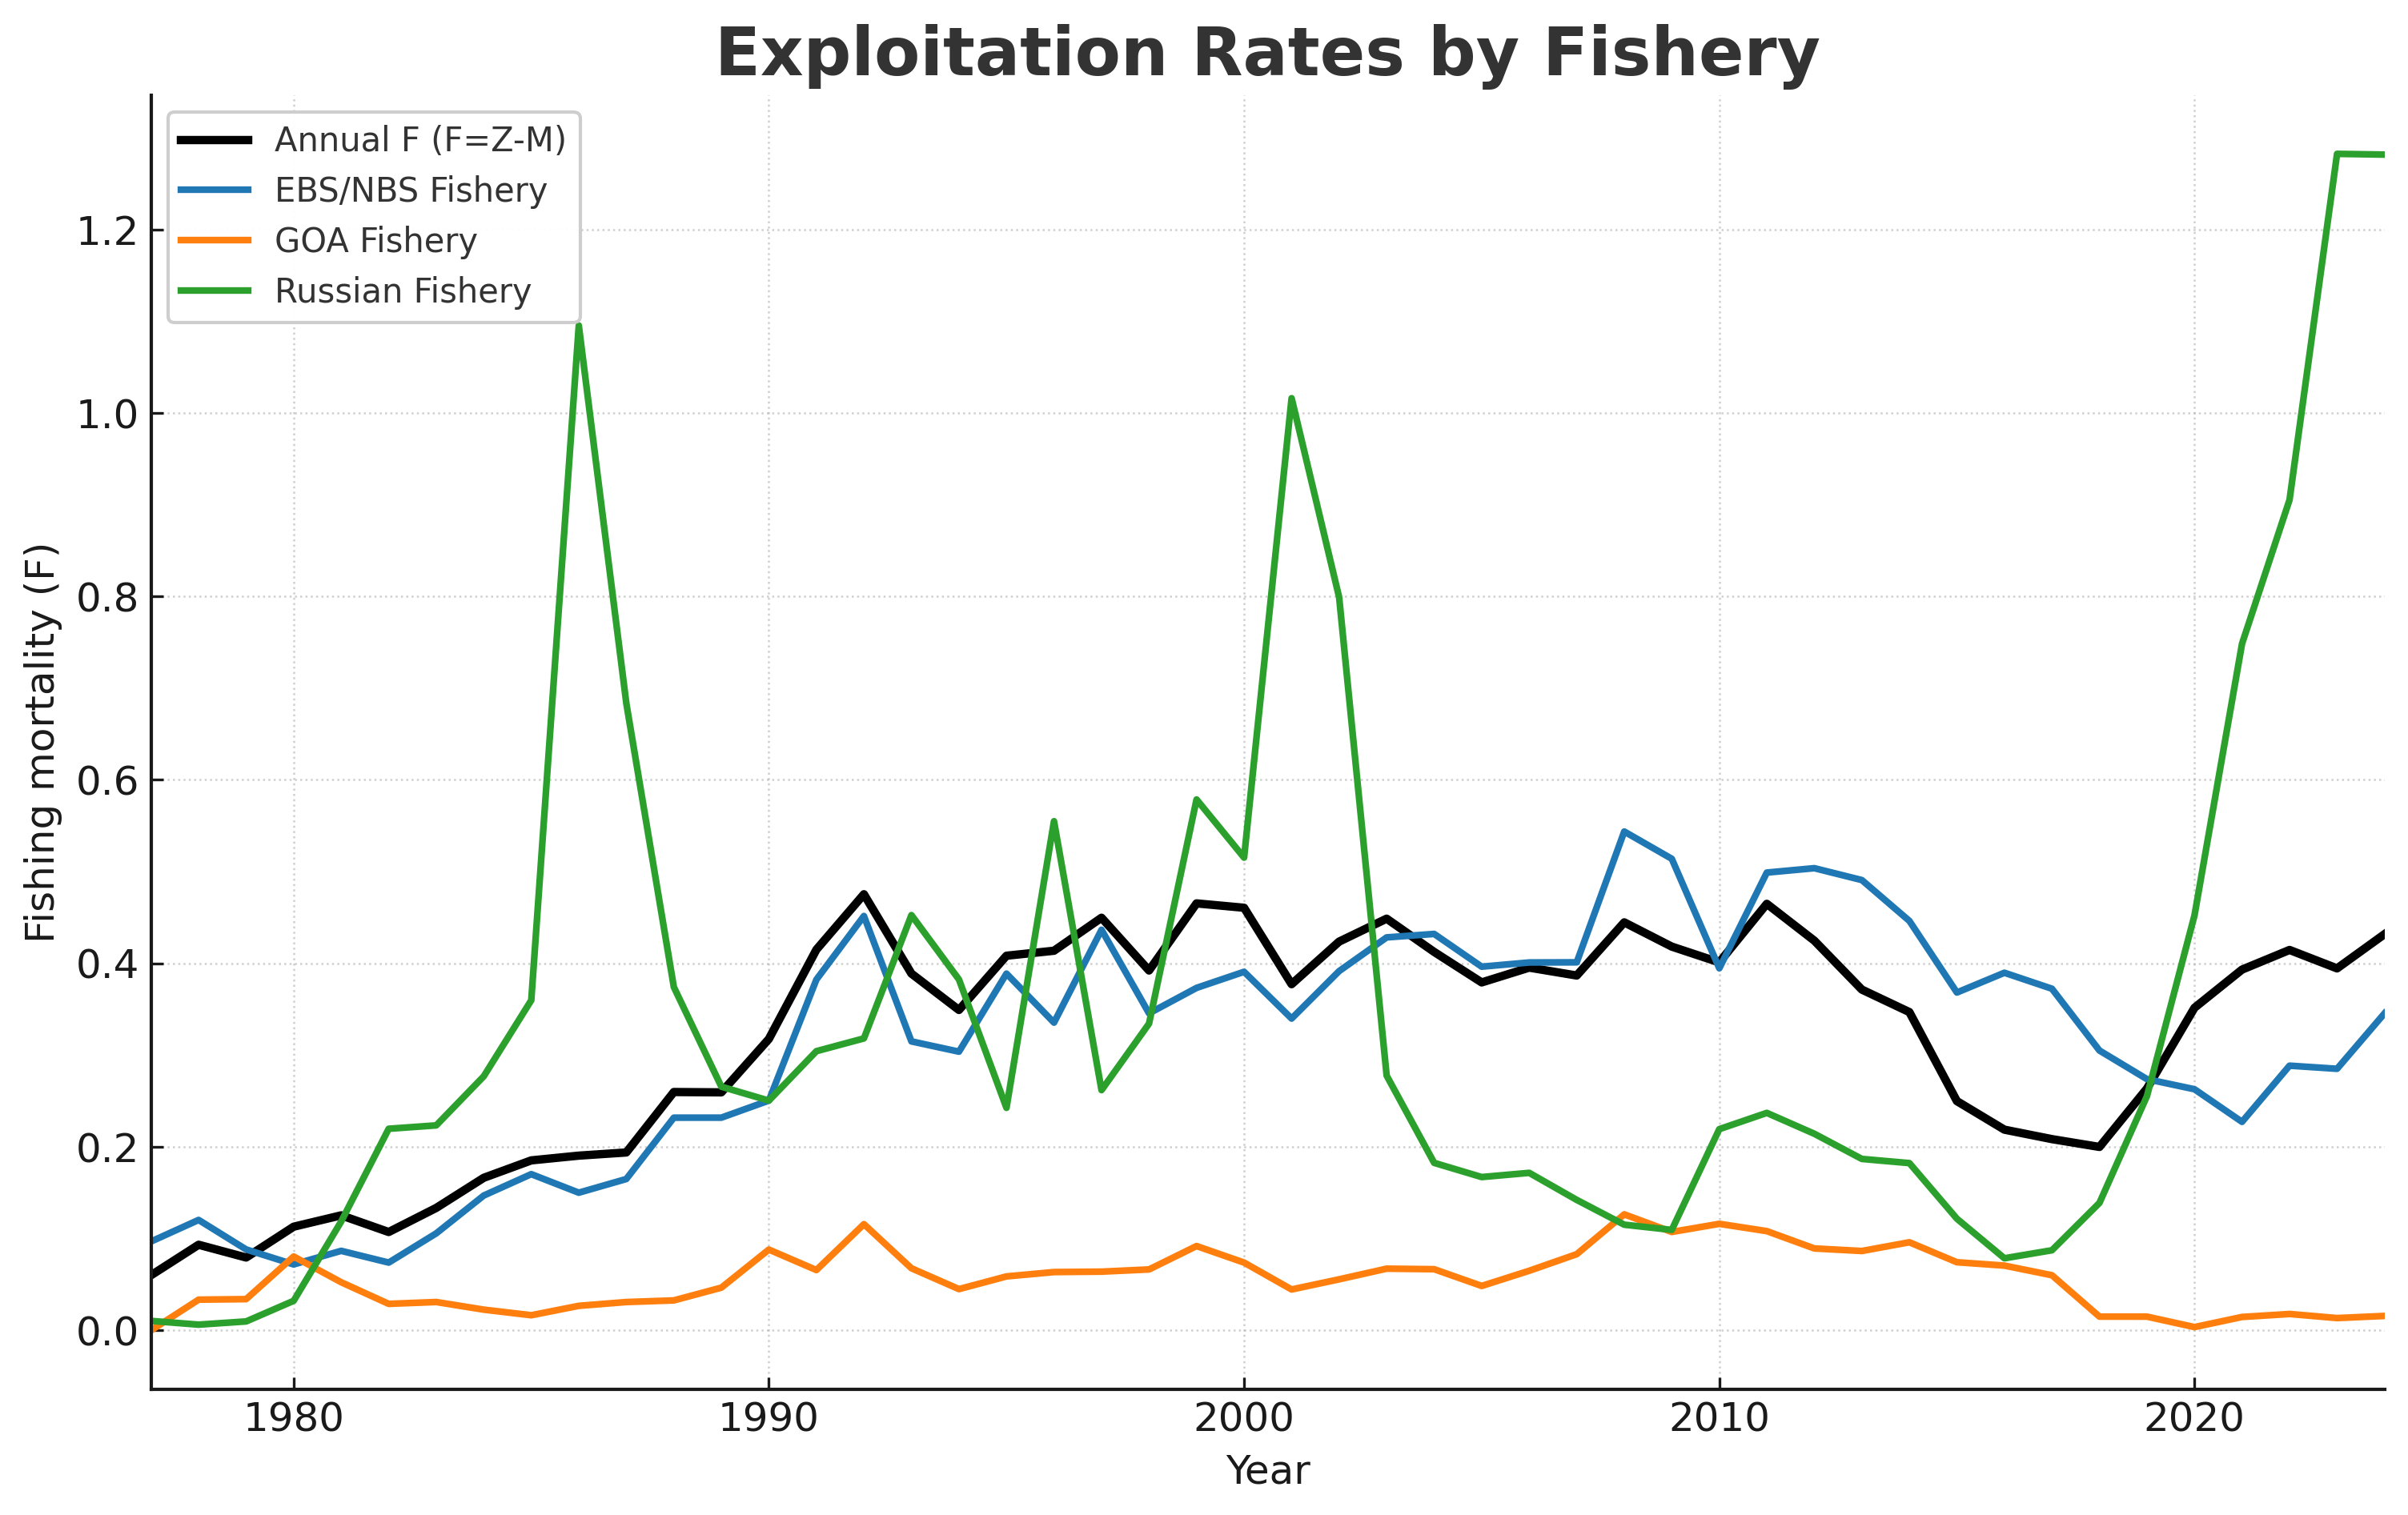 Exploitation Rates by Fishery
Annual F (F=Z-M)
EBS/NBS Fishery
GOA Fishery
Russian Fishery
Fishing mortality (F)
1.2
1.0
0.8
0.6
0.4
0.2
0.0
1980 1990 2000 2010 2020
Year